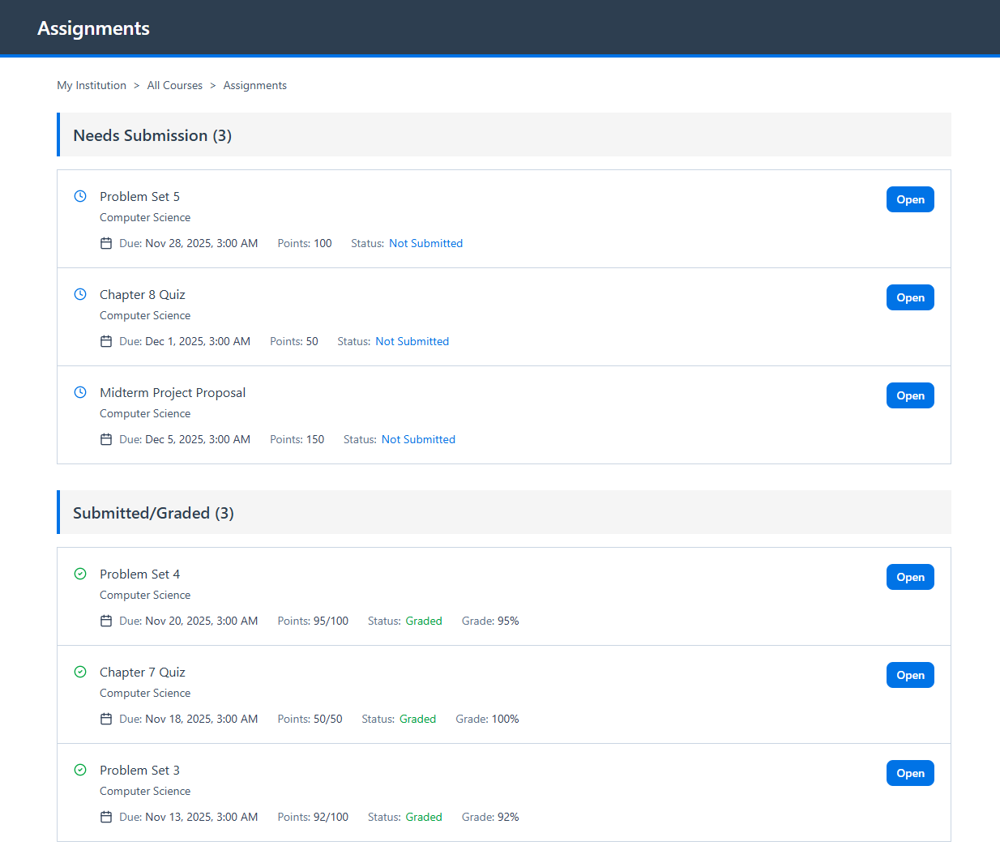 Assignments
My Institution > All Courses > Assignments
Needs Submission (3)
Problem Set 5
Open
Computer Science
Due: Nov 28, 2025, 3:00 AM Points: 100 Status: Not Submitted
Chapter 8 Quiz
Open
Computer Science
Due: Dec 1, 2025, 3:00 AM Points: 50 Status: Not Submitted
Midterm Project Proposal
Open
Computer Science
Due: Dec 5, 2025, 3:00 AM Points: 150 Status: Not Submitted
Submitted/Graded (3)
Problem Set 4
Open
Computer Science
Due: Nov 20, 2025, 3:00 AM Points: 95/100 Status: Graded Grade: 95%
Chapter 7 Quiz
Open
Computer Science
Due: Nov 18, 2025, 3:00 AM Points: 50/50 Status: Graded Grade: 100%
Problem Set 3
Open
Computer Science
Due: Nov 13, 2025, 3:00 AM Points: 92/100 Status: Graded Grade: 92%